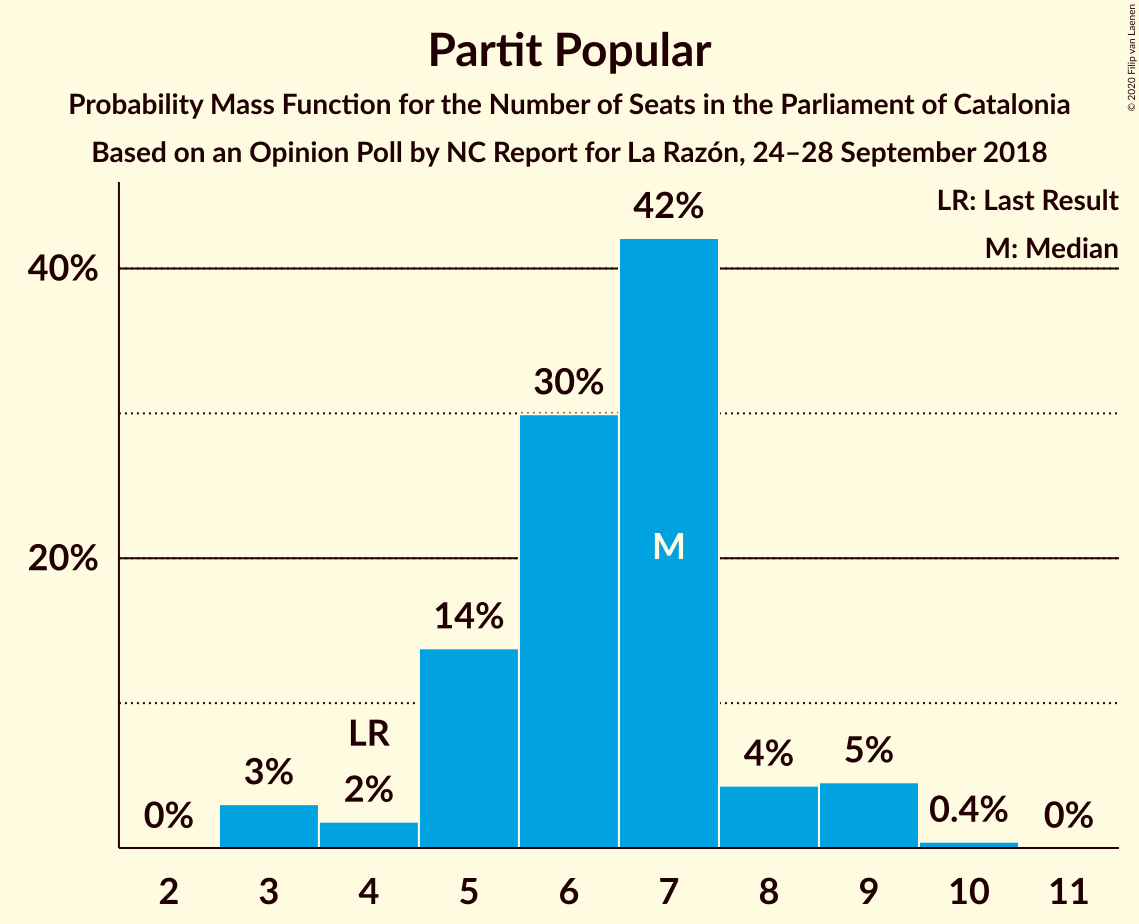 Partit Popular
Probability Mass Function for the Number of Seats in the Parliament of Catalonia
Based on an Opinion Poll by NC Report for La Razón, 24–28 September 2018
© 2020 Filip van Laenen
LR: Last Result
M: Median
40%
20%
0%
3%
LR
2%
14%
30%
42%
M
4%
5%
0.4%
0%
2 3 4 5 6 7 8 9 10 11